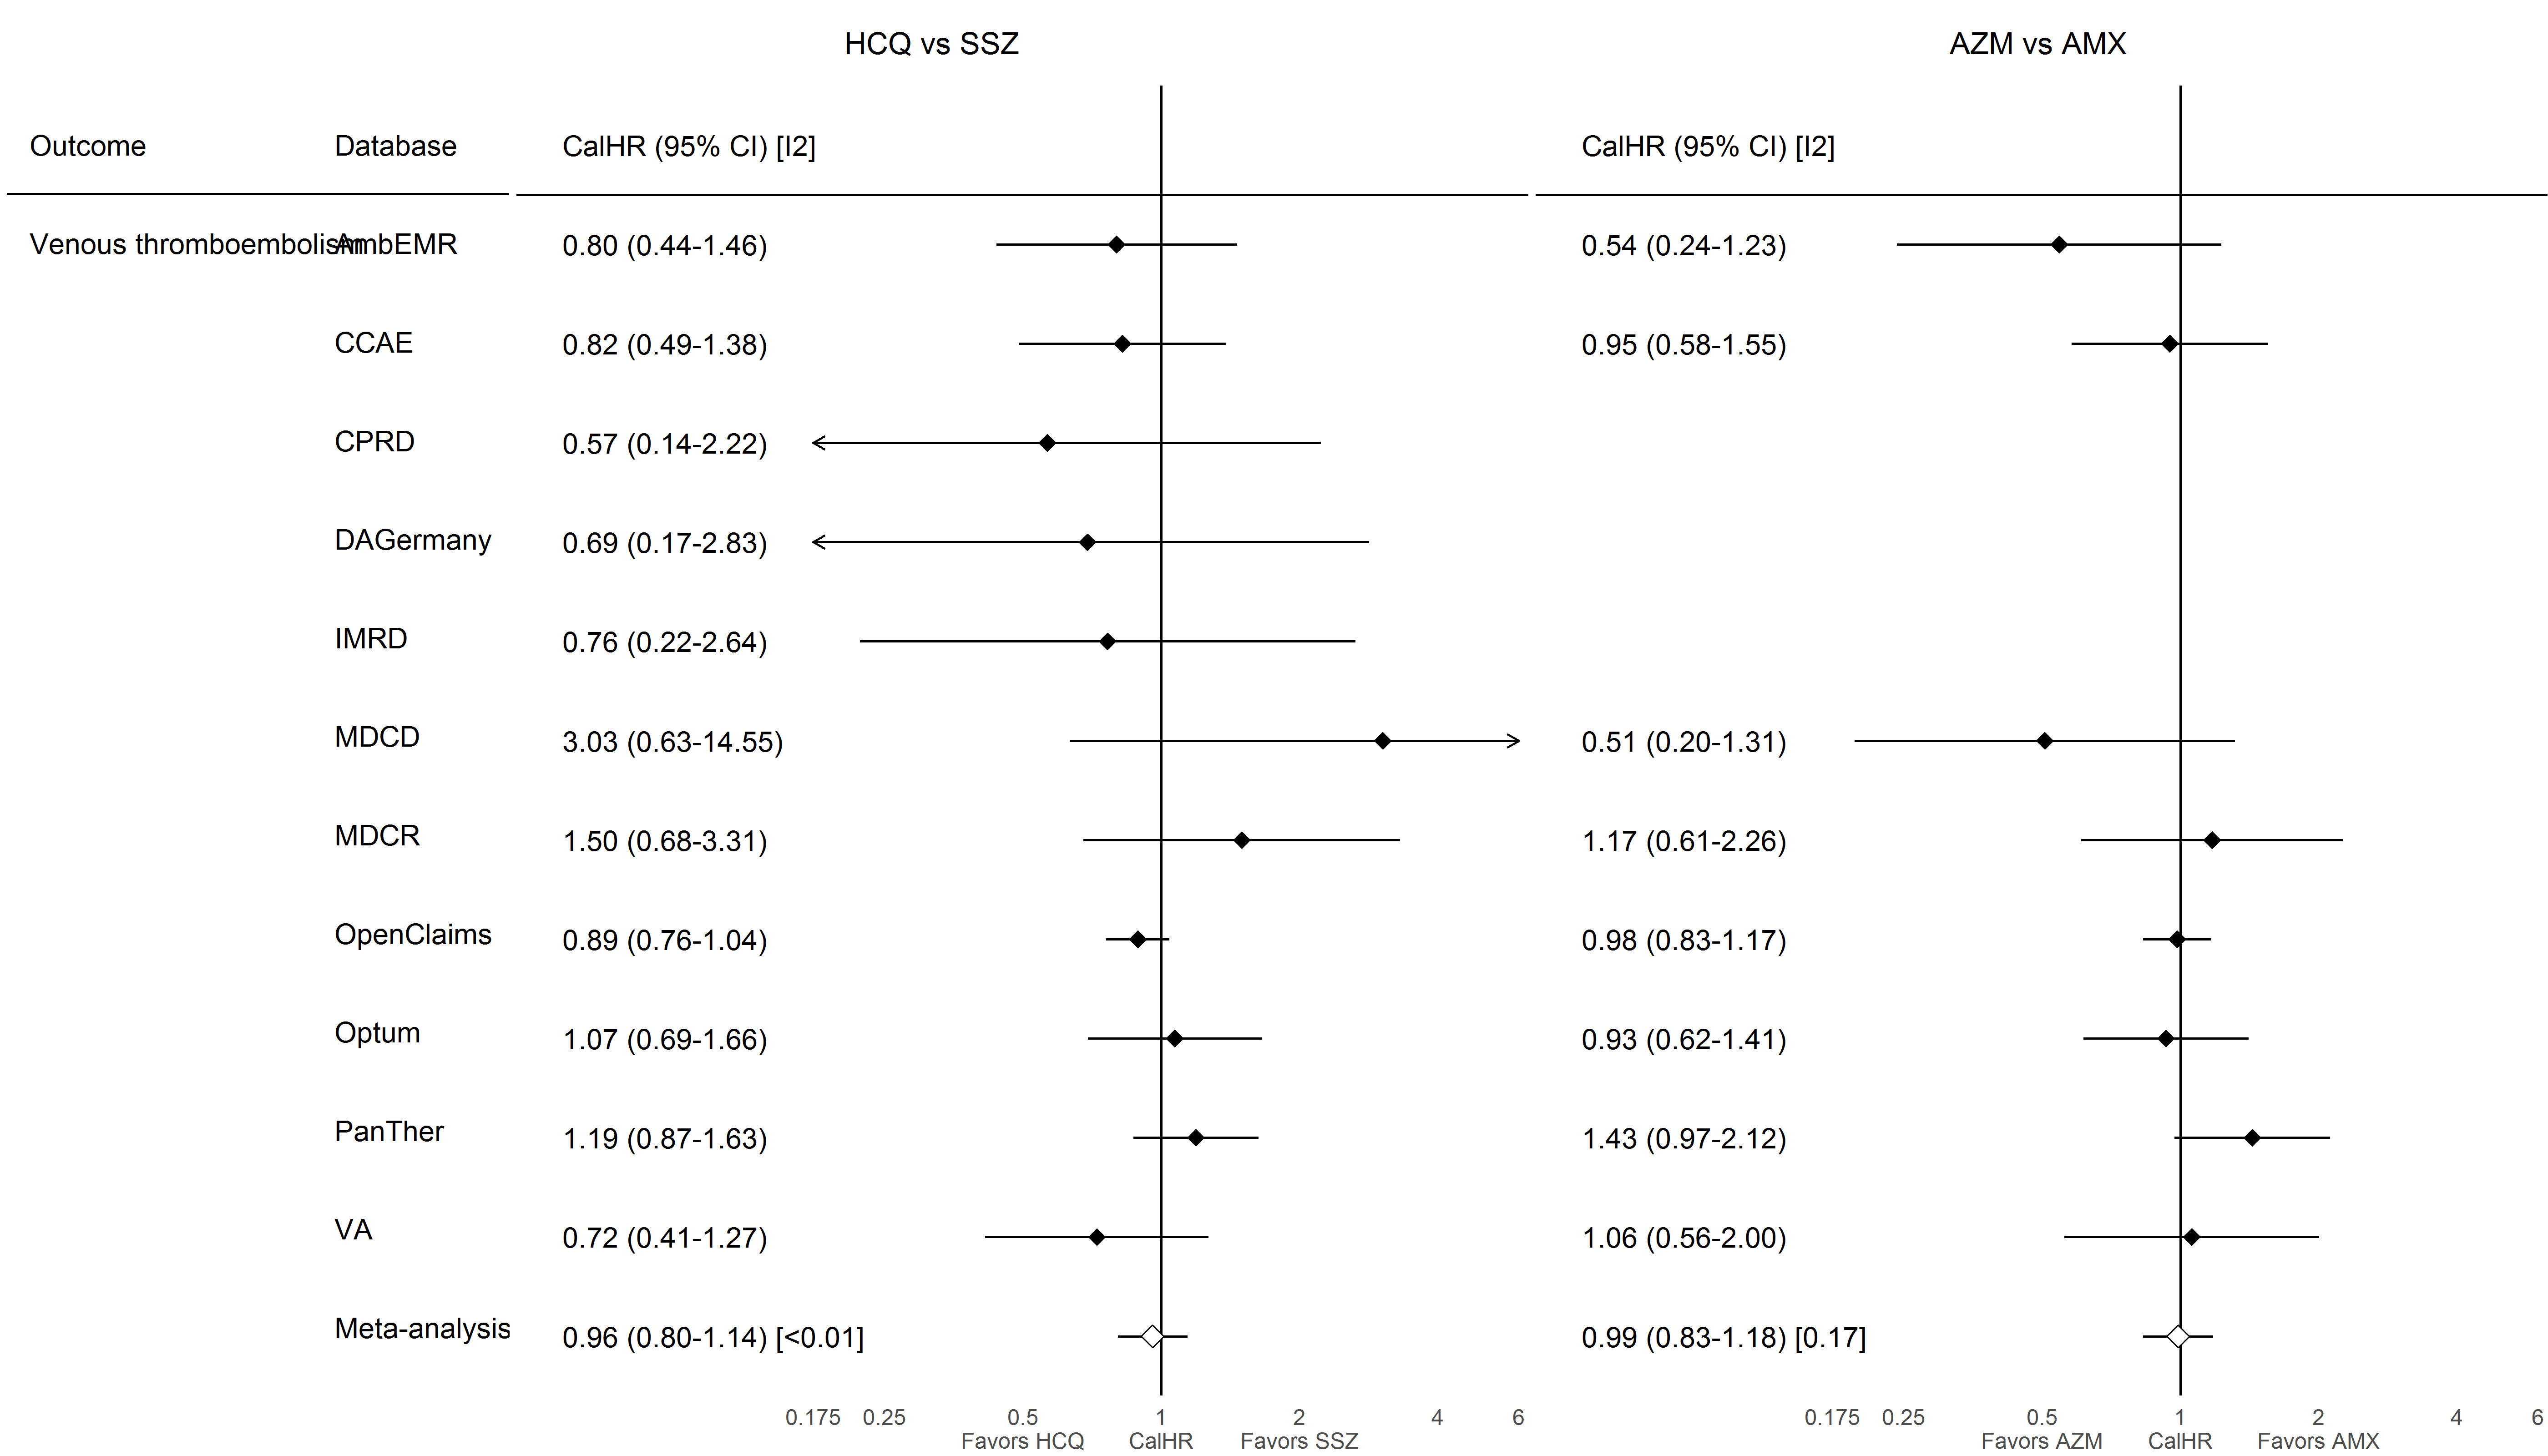 HCQ vs SSZ AZM vs AMX
Outcome Database CalHR (95% CI) [I2] CalHR (95% CI) [I2]
Venous thromboembolism AmbEMR 0.80 (0.44-1.46) 0.54 (0.24-1.23)
CCAE 0.82 (0.49-1.38) 0.95 (0.58-1.55)
CPRD 0.57 (0.14-2.22)
DAGermany 0.69 (0.17-2.83)
IMRD 0.76 (0.22-2.64)
MDCD 3.03 (0.63-14.55) 0.51 (0.20-1.31)
MDCR 1.50 (0.68-3.31) 1.17 (0.61-2.26)
OpenClaims 0.89 (0.76-1.04) 0.98 (0.83-1.17)
Optum 1.07 (0.69-1.66) 0.93 (0.62-1.41)
PanTher 1.19 (0.87-1.63) 1.43 (0.97-2.12)
VA 0.72 (0.41-1.27) 1.06 (0.56-2.00)
Meta-analysis 0.96 (0.80-1.14) [<0.01] 0.99 (0.83-1.18) [0.17]
0.175 0.25 0.5 1 2 4 6 0.175 0.25 0.5 1 2 4 6
Favors HCQ CalHR Favors SSZ Favors AZM CalHR Favors AMX